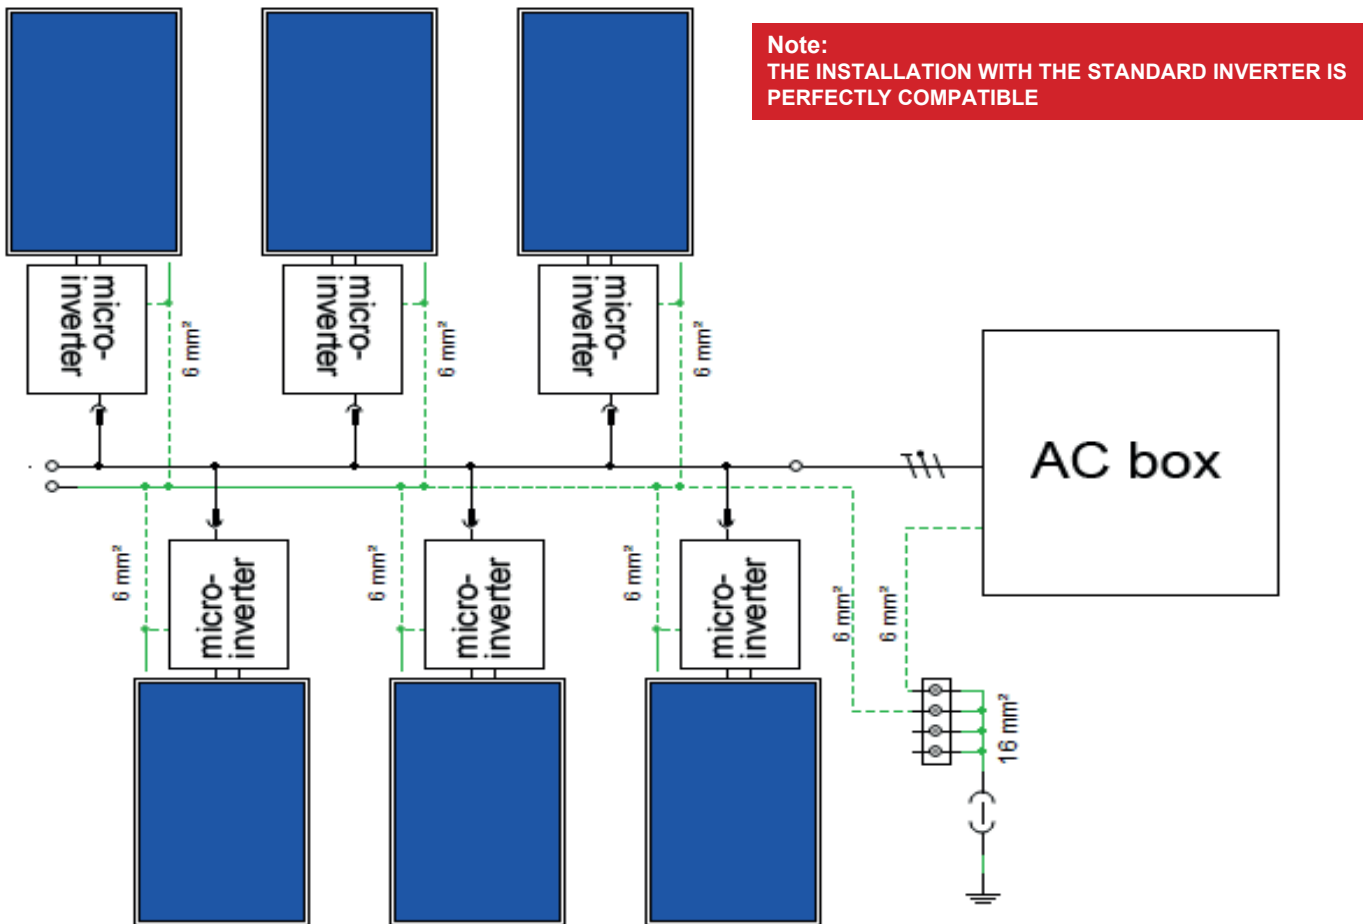 Note:
THE INSTALLATION WITH THE STANDARD INVERTER IS
PERFECTLY COMPATIBLE
micro-
inverter
6 mm²
micro-
inverter
6 mm²
micro-
inverter
6 mm²
AC box
6 mm²
micro-
inverter
6 mm²
micro-
inverter
6 mm²
micro-
inverter
6 mm²
6 mm²
16 mm²